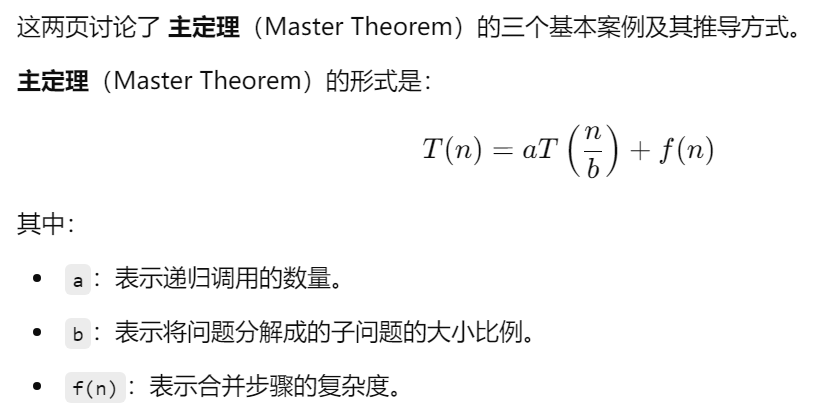 这两页讨论了 主定理（Master Theorem）的三个基本案例及其推导方式。
主定理（Master Theorem）的形式是：
T(n) = aT(n/b) + f(n)
其中：
• a：表示递归调用的数量。
• b：表示将问题分解成的子问题的大小比例。
• f(n)：表示合并步骤的复杂度。